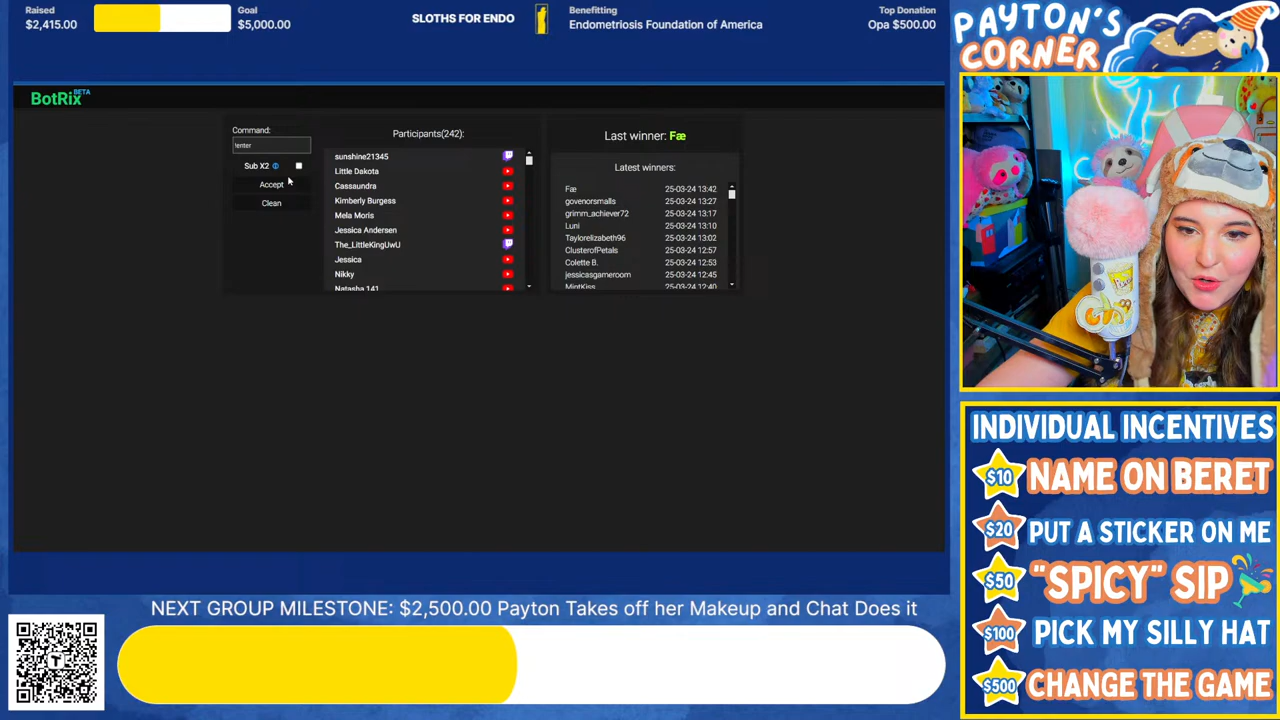 Raised
$2,415.00
Goal
$5,000.00
SLOTHS FOR ENDO
Benefitting
Endometriosis Foundation of America
Top Donation
Opa $500.00
PAYTON'S
CORNER
BotRix BETA
Command:
!enter
Sub X2
Accept
Clean
Participants(242):
sunshine21345
Little Dakota
Cassaundra
Kimberly Burgess
Mela Moris
Jessica Andersen
The_LittleKingUwU
Jessica
Nikky
Natasha 141
Last winner: Fæ
Latest winners:
Fæ 25-03-24 13:42
govenorsmalls 25-03-24 13:27
grimm_achiever72 25-03-24 13:17
Luni 25-03-24 13:10
Taylorelizabeth96 25-03-24 13:02
ClusterofPetals 25-03-24 12:57
Colette B. 25-03-24 12:53
jessicasgameroom 25-03-24 12:45
MintKiss 25-03-24 12:40
INDIVIDUAL INCENTIVES
$10 NAME ON BERET
$20 PUT A STICKER ON ME
$50 "SPICY" SIP
$100 PICK MY SILLY HAT
$500 CHANGE THE GAME
NEXT GROUP MILESTONE: $2,500.00 Payton Takes off her Makeup and Chat Does it